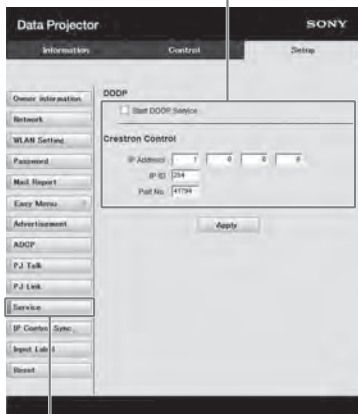 Data Projector
SONY
Information
Control
Setup
Owner information
Network
WLAN Setting
Password
Mail Report
Easy Menu
Advertisement
ADCP
PJ Talk
PJ Link
Service
IP Control Sync.
Input Label
Reset
DDDP
Start DDDP Service
Crestron Control
IP Address 1 0 0 0
IP ID 254
Port No. 41794
Apply